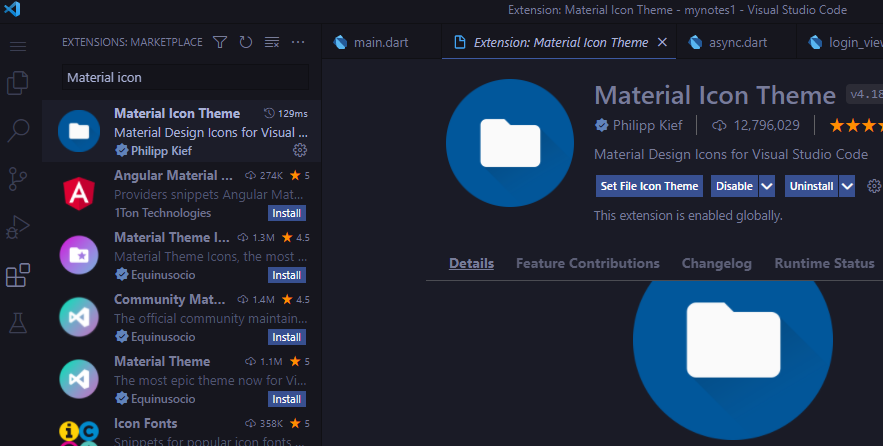 Extension: Material Icon Theme - mynotes1 - Visual Studio Code
EXTENSIONS: MARKETPLACE
main.dart
Extension: Material Icon Theme
async.dart
login_vie
Material icon
Material Icon Theme 129ms
Material Design Icons for Visual ...
Philipp Kief
Angular Material ... 274K 5
Providers snippets Angular Mat...
1Ton Technologies Install
Material Theme I... 1.3M 4.5
Material Theme Icons, the most ...
Equinusocio Install
Community Mat... 1.4M 4.5
The official community maintain...
Equinusocio Install
Material Theme 1.1M 5
The most epic theme now for Vi...
Equinusocio Install
Icon Fonts 358K 5
Snippets for popular icon fonts
Material Icon Theme v4.18
Philipp Kief 12,796,029
Material Design Icons for Visual Studio Code
Set File Icon Theme Disable Uninstall
This extension is enabled globally.
Details Feature Contributions Changelog Runtime Status